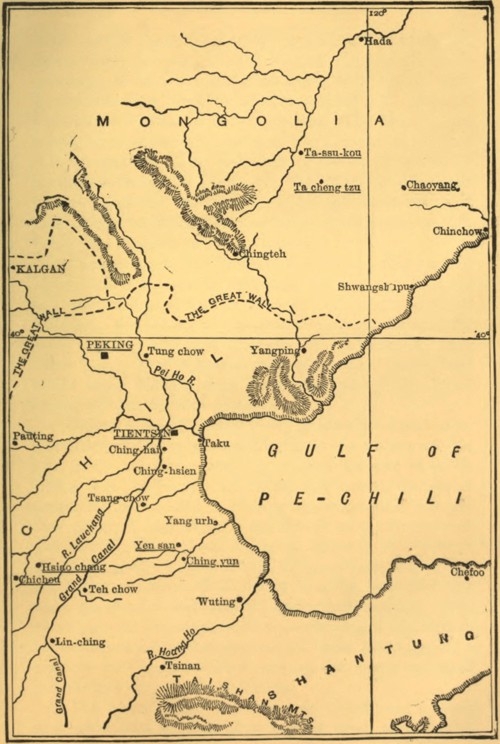 120°
Hada
MONGOLIA
Ta-ssu-kou
Ta cheng tzu
Chaoyang
Chinchow
Chingteh
KALGAN
Shwangshipu
THE GREAT WALL
THE GREAT WALL
40°
40°
PEKING
Tung chow
Yangping
Pei Ho R.
CHILI
Pauting
TIENTSIN
Taku
GULF OF
PE-CHILI
Ching-hai
Ching-hsien
Tsang-chow
R. Lauchang
Grand Canal
Yang urh
Yen san
Ching yun
Hsiao chang
Chichou
Teh chow
Chefoo
Wuting
Lin-ching
Grand Canal
R. Hoang Ho
Tsinan
SHANTUNG
TAISHAN MTS